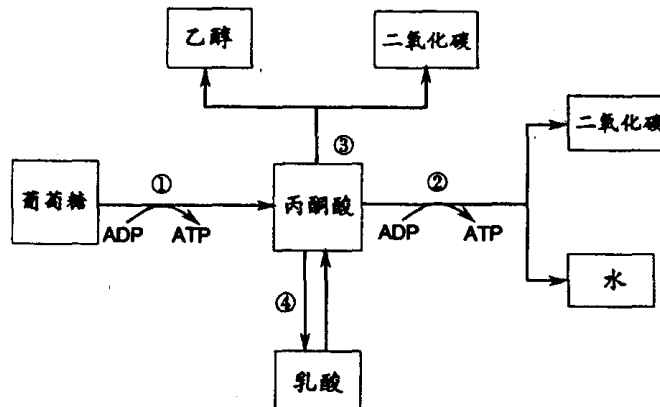 乙醇
二氧化碳
二氧化碳
③
①
②
葡萄糖
丙酮酸
ADP
ATP
ADP
ATP
水
④
乳酸